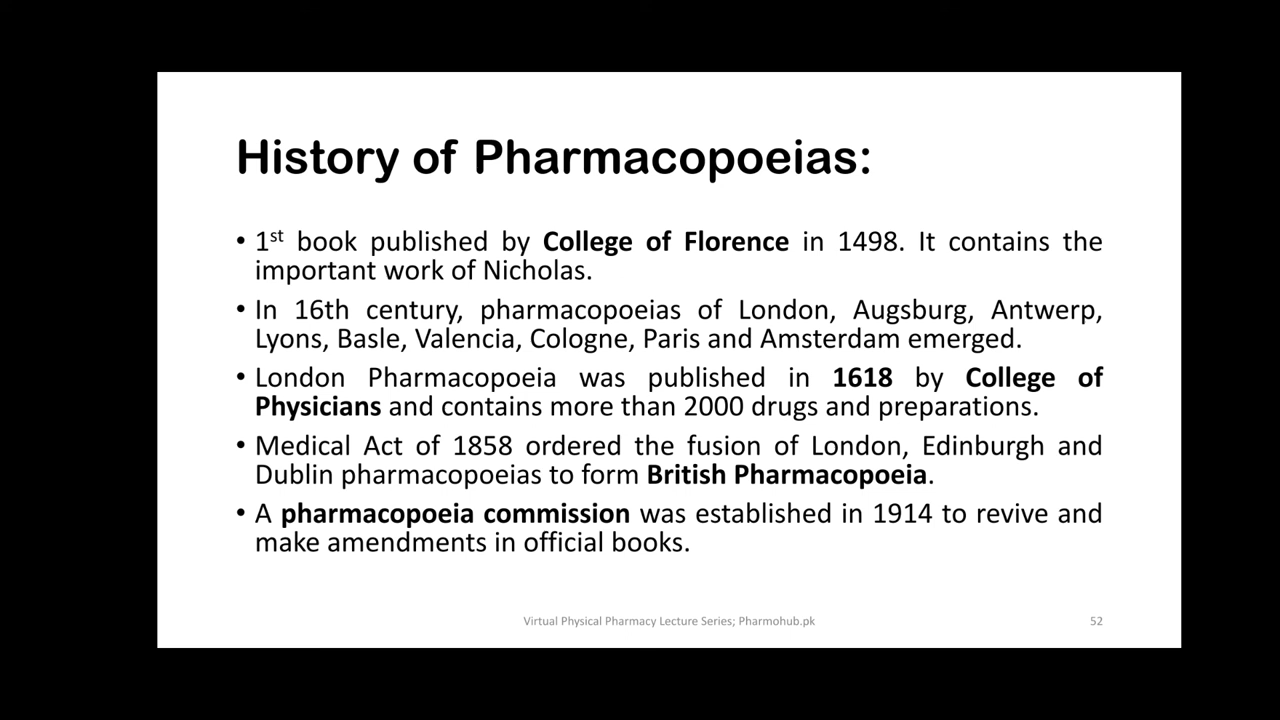 History of Pharmacopoeias:
• 1st book published by College of Florence in 1498. It contains the
important work of Nicholas.
• In 16th century, pharmacopoeias of London, Augsburg, Antwerp,
Lyons, Basle, Valencia, Cologne, Paris and Amsterdam emerged.
• London Pharmacopoeia was published in 1618 by College of
Physicians and contains more than 2000 drugs and preparations.
• Medical Act of 1858 ordered the fusion of London, Edinburgh and
Dublin pharmacopoeias to form British Pharmacopoeia.
• A pharmacopoeia commission was established in 1914 to revive and
make amendments in official books.
Virtual Physical Pharmacy Lecture Series; Pharmohub.pk
52